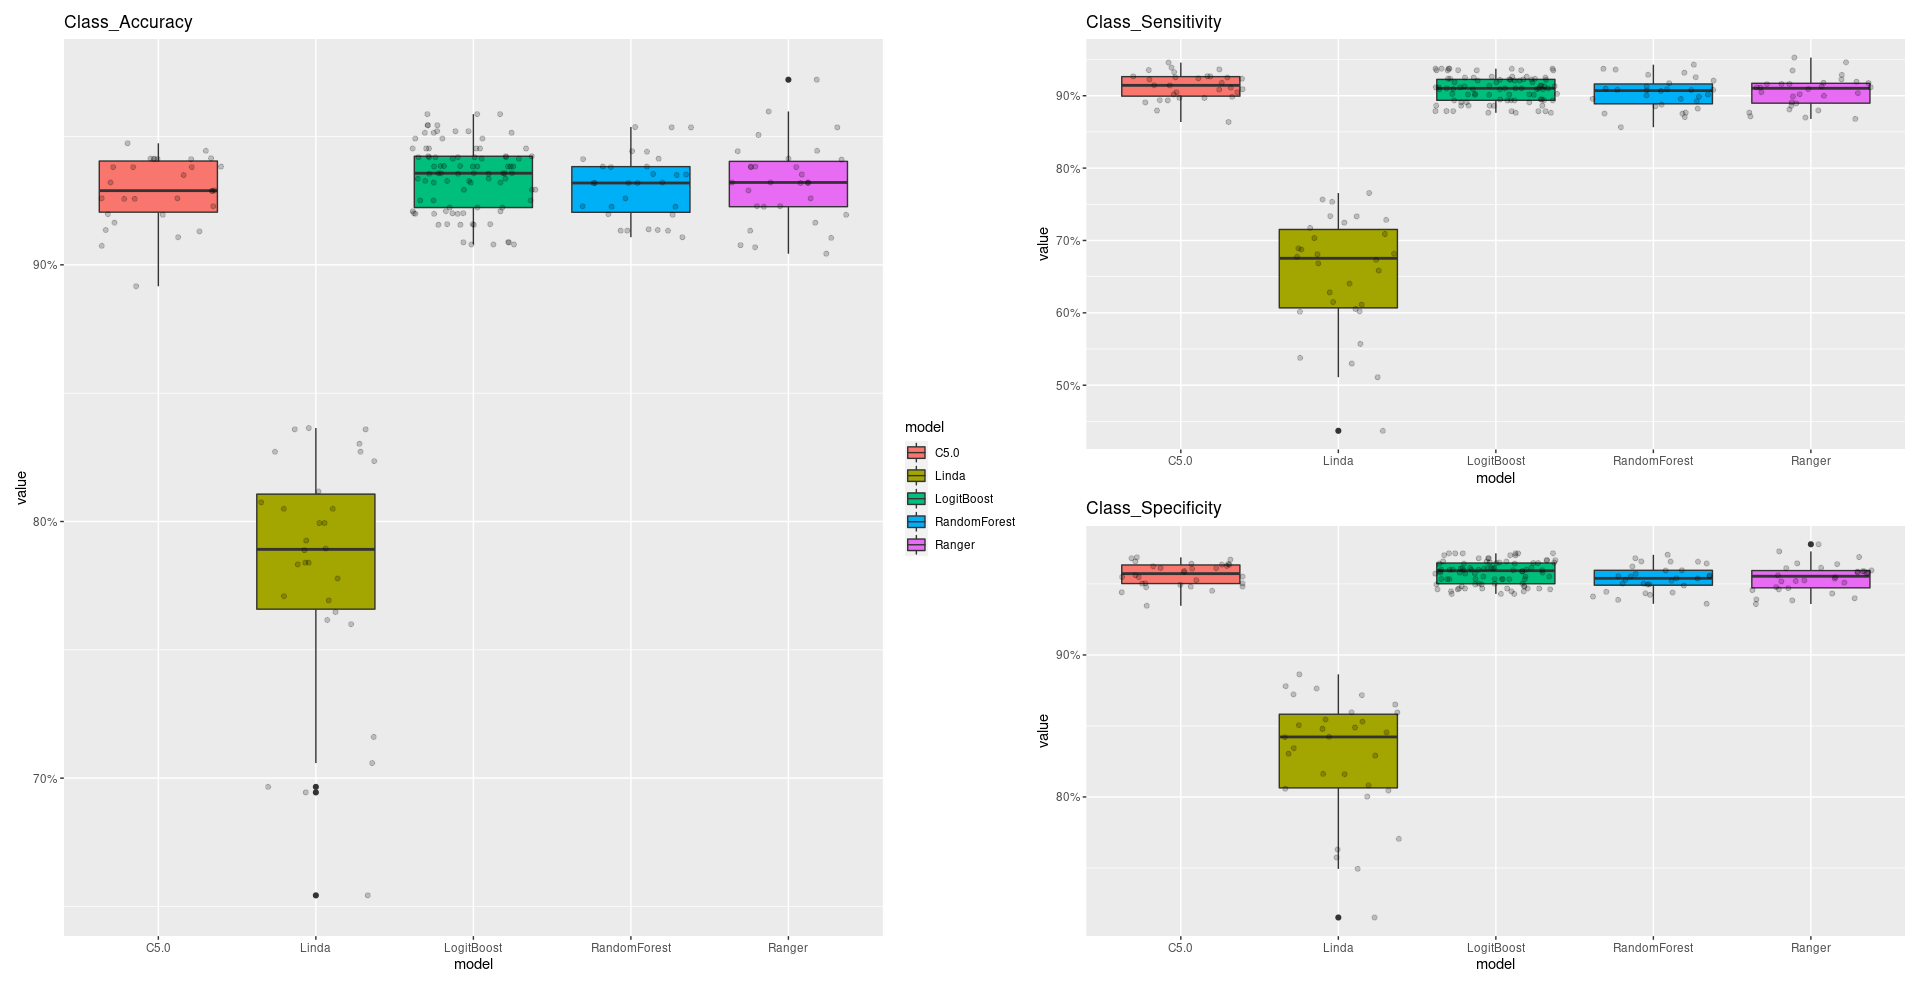 Class_Accuracy
value
90%
80%
70%
C5.0 Linda LogitBoost RandomForest Ranger
model
model
C5.0
Linda
LogitBoost
RandomForest
Ranger
Class_Sensitivity
value
90%
80%
70%
60%
50%
C5.0 Linda LogitBoost RandomForest Ranger
model
Class_Specificity
value
90%
80%
C5.0 Linda LogitBoost RandomForest Ranger
model